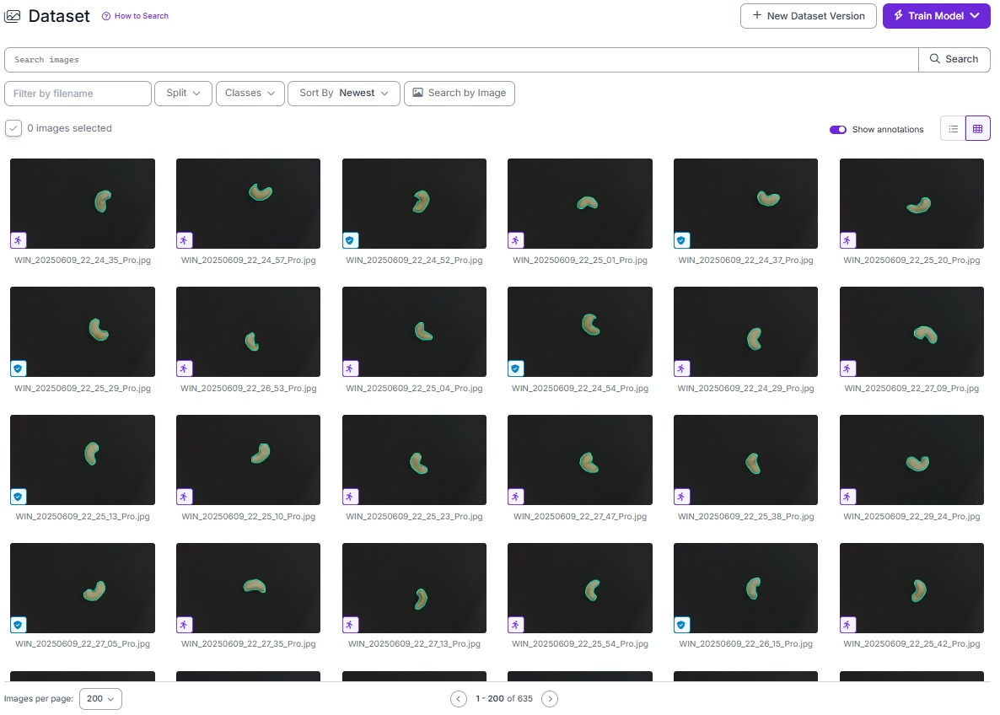 Dataset How to Search New Dataset Version Train Model
Search images Search
Filter by filename Split Classes Sort By Newest Search by Image
0 images selected Show annotations
WIN_20250609_22_24_35_Pro.jpg WIN_20250609_22_24_57_Pro.jpg WIN_20250609_22_24_52_Pro.jpg WIN_20250609_22_25_01_Pro.jpg WIN_20250609_22_24_37_Pro.jpg WIN_20250609_22_25_20_Pro.jpg
WIN_20250609_22_25_29_Pro.jpg WIN_20250609_22_26_53_Pro.jpg WIN_20250609_22_25_04_Pro.jpg WIN_20250609_22_24_54_Pro.jpg WIN_20250609_22_24_29_Pro.jpg WIN_20250609_22_27_09_Pro.jpg
WIN_20250609_22_25_13_Pro.jpg WIN_20250609_22_25_10_Pro.jpg WIN_20250609_22_25_23_Pro.jpg WIN_20250609_22_27_47_Pro.jpg WIN_20250609_22_25_38_Pro.jpg WIN_20250609_22_29_24_Pro.jpg
WIN_20250609_22_27_05_Pro.jpg WIN_20250609_22_27_35_Pro.jpg WIN_20250609_22_27_13_Pro.jpg WIN_20250609_22_25_54_Pro.jpg WIN_20250609_22_26_15_Pro.jpg WIN_20250609_22_25_42_Pro.jpg
Images per page: 200 1 - 200 of 635